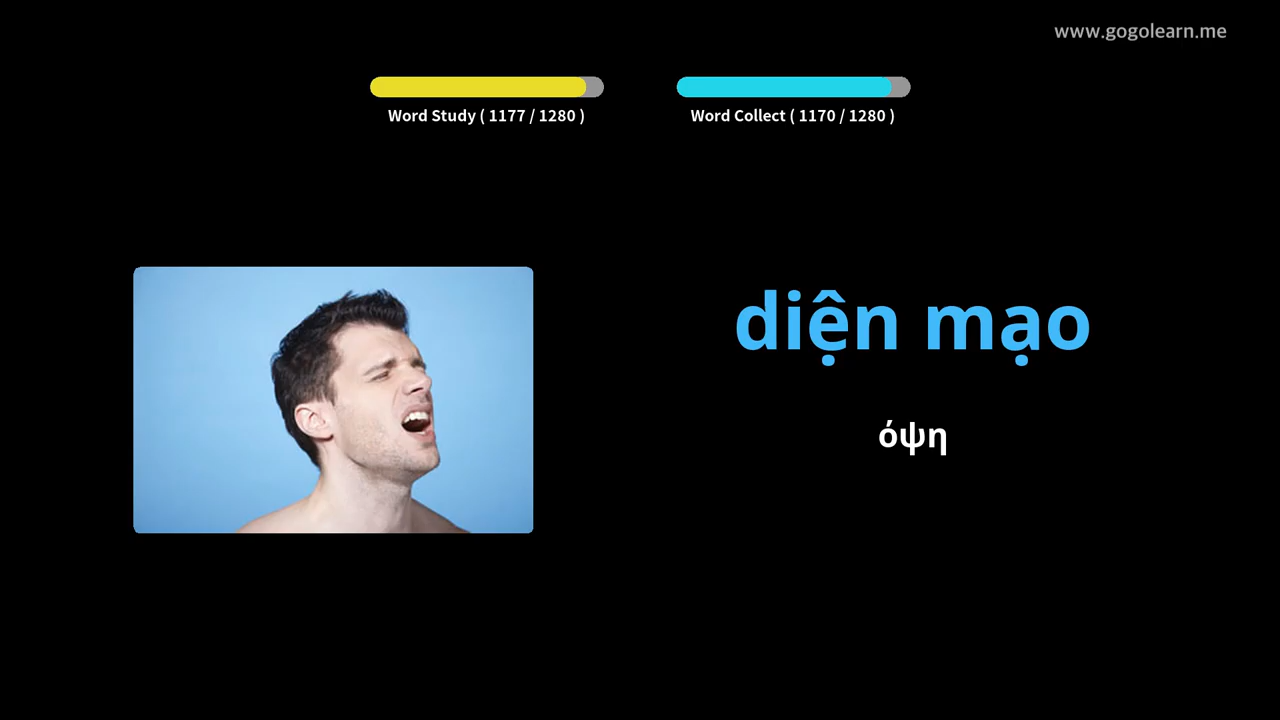 www.gogolearn.me
Word Study ( 1177 / 1280 )
Word Collect ( 1170 / 1280 )
diện mạo
όψη